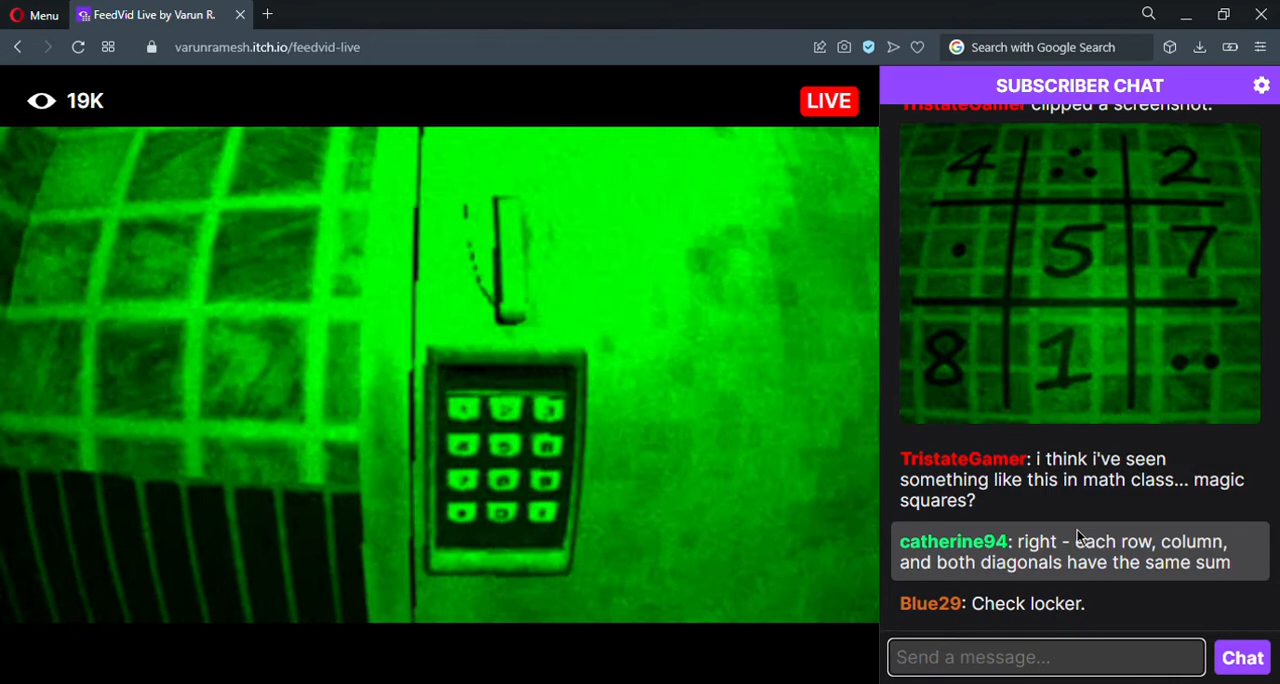 Menu
FeedVid Live by Varun R.
varunramesh.itch.io/feedvid-live
Search with Google Search
19K
LIVE
SUBSCRIBER CHAT
TristateGamer clipped a screenshot.
4 2
5 7
8 1
TristateGamer: i think i've seen
something like this in math class... magic
squares?
catherine94: right - each row, column,
and both diagonals have the same sum
Blue29: Check locker.
Send a message...
Chat